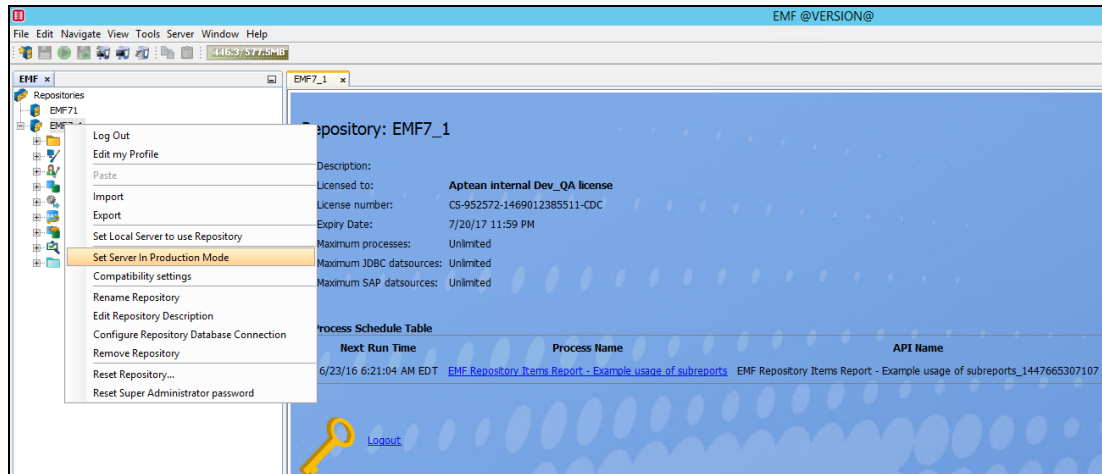 EMF @VERSION@
File Edit Navigate View Tools Server Window Help
446.3/577.5MB
EMF x
EMF7_1 x
Repositories
EMF71
EMF7_1
Log Out
Edit my Profile
Paste
Import
Export
Set Local Server to use Repository
Set Server In Production Mode
Compatibility settings
Rename Repository
Edit Repository Description
Configure Repository Database Connection
Remove Repository
Reset Repository...
Reset Super Administrator password
epository: EMF7_1
Description:
Licensed to: Aptean internal Dev_QA license
License number: CS-952572-1469012385511-CDC
Expiry Date: 7/20/17 11:59 PM
Maximum processes: Unlimited
Maximum JDBC datsources: Unlimited
Maximum SAP datsources: Unlimited
Process Schedule Table
Next Run Time Process Name API Name
6/23/16 6:21:04 AM EDT EMF Repository Items Report - Example usage of subreports EMF Repository Items Report - Example usage of subreports_1447665307107
Logout